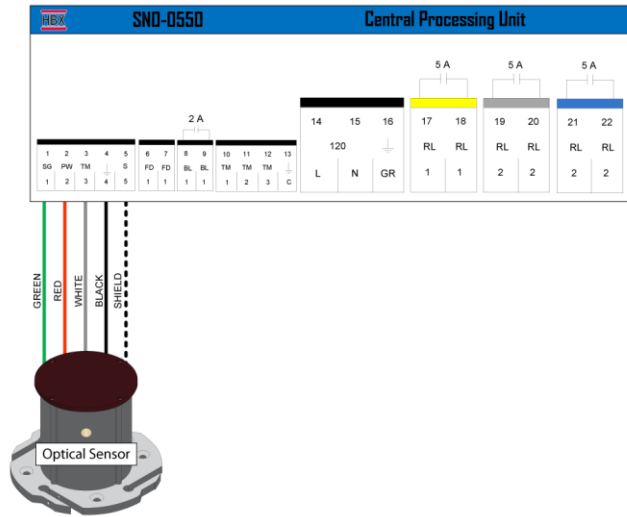 HBX SNO-0550 Central Processing Unit
5 A 5 A 5 A
2 A
14 15 16 17 18 19 20 21 22
120 RL RL RL RL RL RL
L N GR 1 1 2 2 2 2
1 2 3 4 5 6 7 8 9 10 11 12 13
SG PW TM S FD FD BL BL TM TM TM
1 2 3 4 5 1 1 1 1 1 2 3 C
GREEN
RED
WHITE
BLACK
SHIELD
Optical Sensor